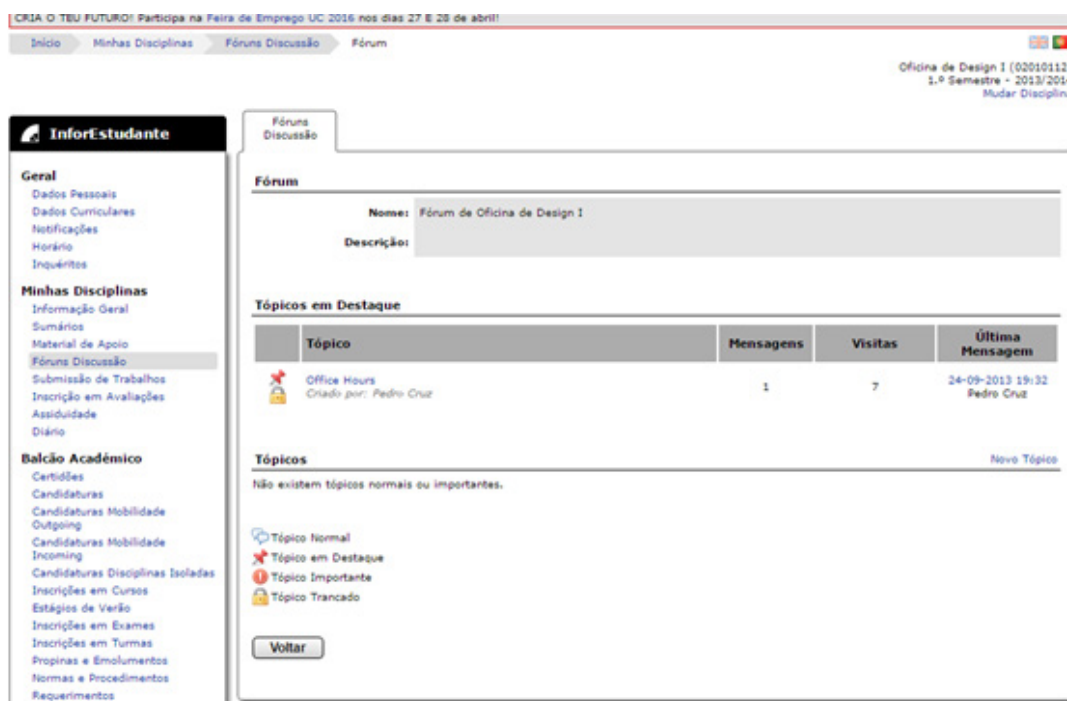 CRIA O TEU FUTURO! Participa na Feira de Emprego UC 2016 nos dias 27 E 28 de abril!
Início Minhas Disciplinas Fóruns Discussão Fórum
Oficina de Design I (02010112
1.º Semestre - 2013/201
Mudar Disciplin
InforEstudante
Fóruns
Discussão
Geral
Dados Pessoais
Dados Curriculares
Notificações
Horário
Inquéritos
Minhas Disciplinas
Informação Geral
Sumários
Material de Apoio
Fóruns Discussão
Submissão de Trabalhos
Inscrição em Avaliações
Assiduidade
Diário
Balcão Académico
Certidões
Candidaturas
Candidaturas Mobilidade
Outgoing
Candidaturas Mobilidade
Incoming
Candidaturas Disciplinas Isoladas
Inscrições em Cursos
Estágios de Verão
Inscrições em Exames
Inscrições em Turmas
Propinas e Emolumentos
Normas e Procedimentos
Requerimentos
Fórum
Nome: Fórum de Oficina de Design I
Descrição:
Tópicos em Destaque
Tópico Mensagens Visitas Última
Mensagem
Office Hours 1 7 24-09-2013 19:32
Criado por: Pedro Cruz Pedro Cruz
Tópicos Novo Tópico
Não existem tópicos normais ou importantes.
Tópico Normal
Tópico em Destaque
Tópico Importante
Tópico Trancado
Voltar